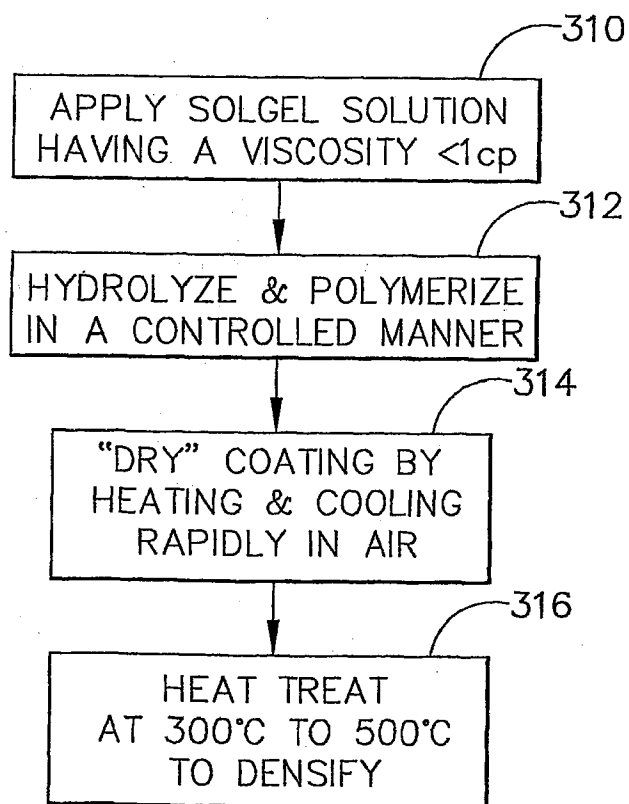 310
APPLY SOLGEL SOLUTION
HAVING A VISCOSITY <1cp
312
HYDROLYZE & POLYMERIZE
IN A CONTROLLED MANNER
314
"DRY" COATING BY
HEATING & COOLING
RAPIDLY IN AIR
316
HEAT TREAT
AT 300°C TO 500°C
TO DENSIFY